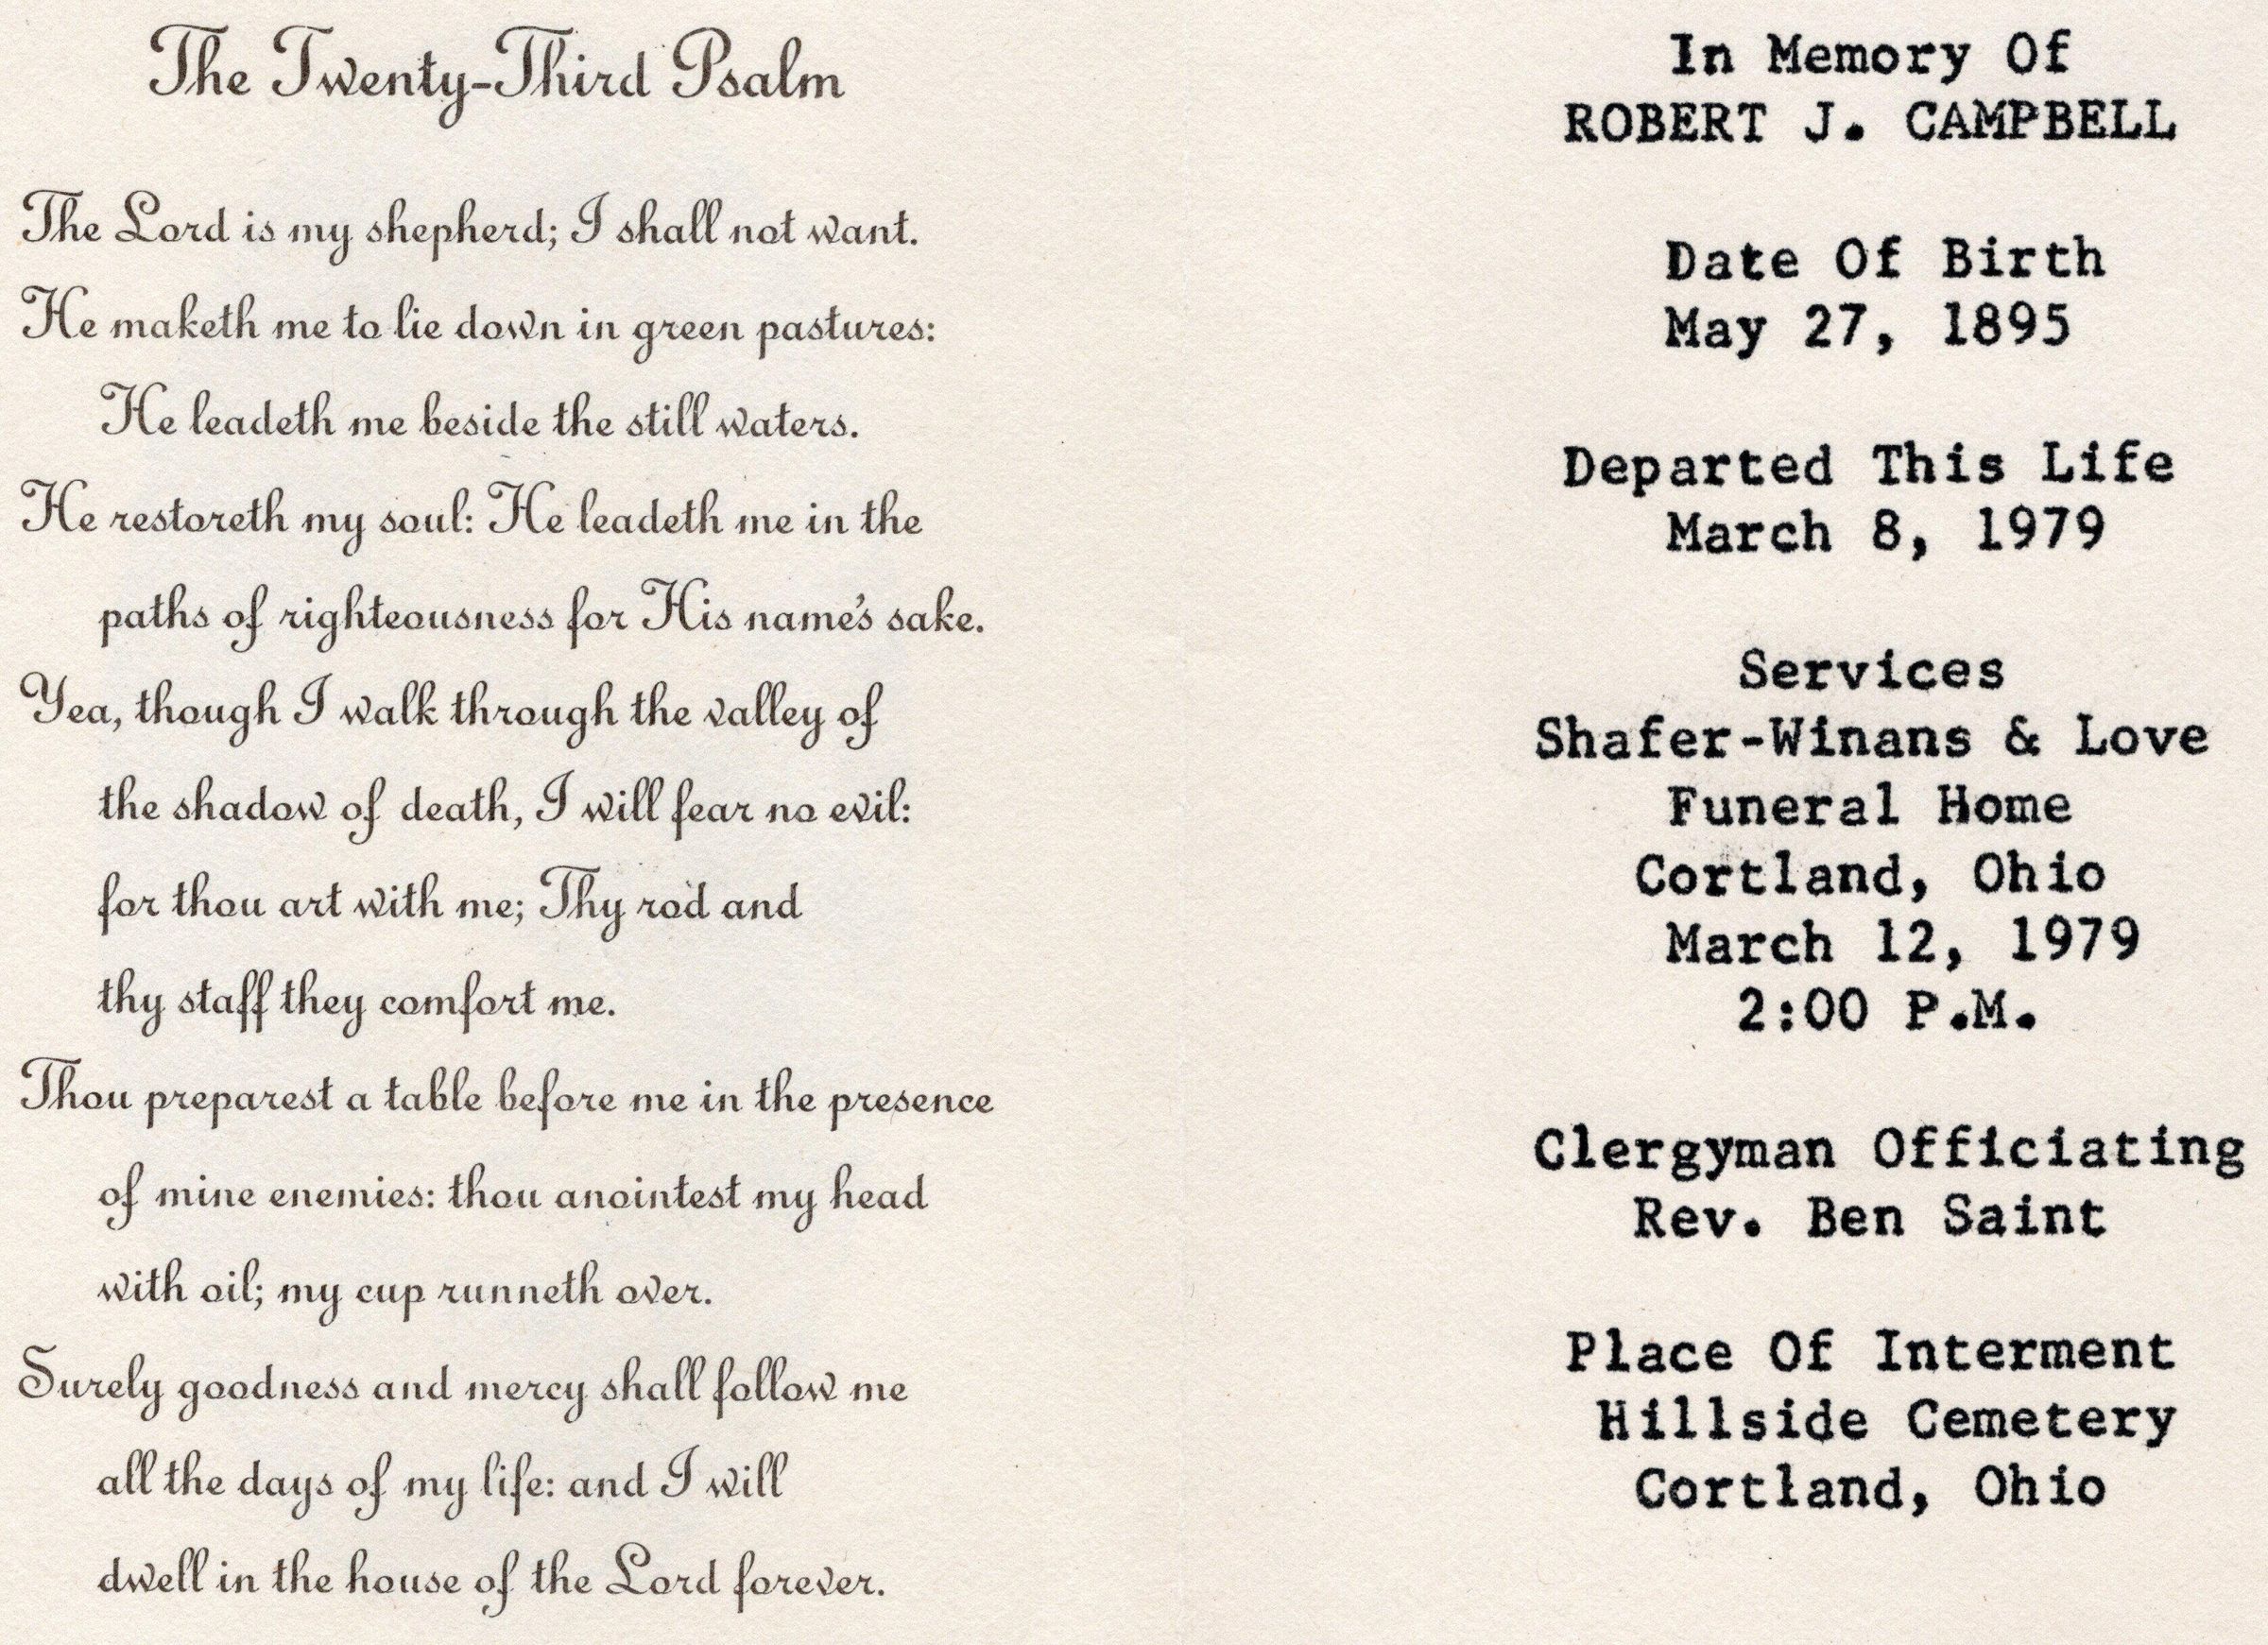 The Twenty-Third Psalm
The Lord is my shepherd; I shall not want.
He maketh me to lie down in green pastures:
He leadeth me beside the still waters.
He restoreth my soul: He leadeth me in the
paths of righteousness for His name's sake.
Yea, though I walk through the valley of
the shadow of death, I will fear no evil:
for thou art with me; Thy rod and
thy staff they comfort me.
Thou preparest a table before me in the presence
of mine enemies: thou anointest my head
with oil; my cup runneth over.
Surely goodness and mercy shall follow me
all the days of my life: and I will
dwell in the house of the Lord forever.
In Memory Of
ROBERT J. CAMPBELL
Date Of Birth
May 27, 1895
Departed This Life
March 8, 1979
Services
Shafer-Winans & Love
Funeral Home
Cortland, Ohio
March 12, 1979
2:00 P.M.
Clergyman Officiating
Rev. Ben Saint
Place Of Interment
Hillside Cemetery
Cortland, Ohio